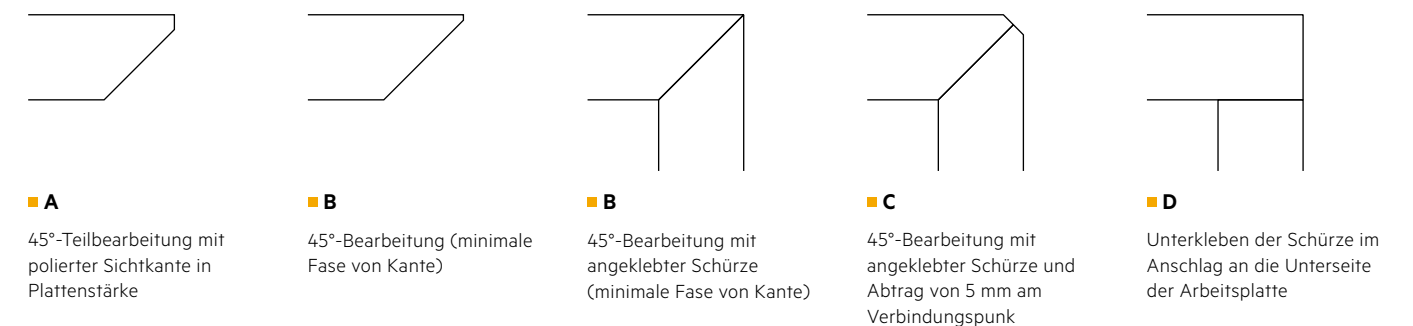 A
45°-Teilbearbeitung mit
polierter Sichtkante in
Plattenstärke
B
45°-Bearbeitung (minimale
Fase von Kante)
B
45°-Bearbeitung mit
angeklebter Schürze
(minimale Fase von Kante)
C
45°-Bearbeitung mit
angeklebter Schürze und
Abtrag von 5 mm am
Verbindungspunk
D
Unterkleben der Schürze im
Anschlag an die Unterseite
der Arbeitsplatte